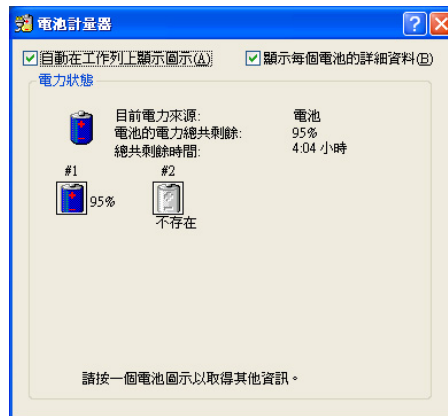 電池計量器
自動在工作列上顯示圖示(A)
顯示每個電池的詳細資料(B)
電力狀態
目前電力來源: 電池
電池的電力總共剩餘: 95%
總共剩餘時間: 4:04 小時
#1 #2
95%
不存在
請按一個電池圖示以取得其他資訊。